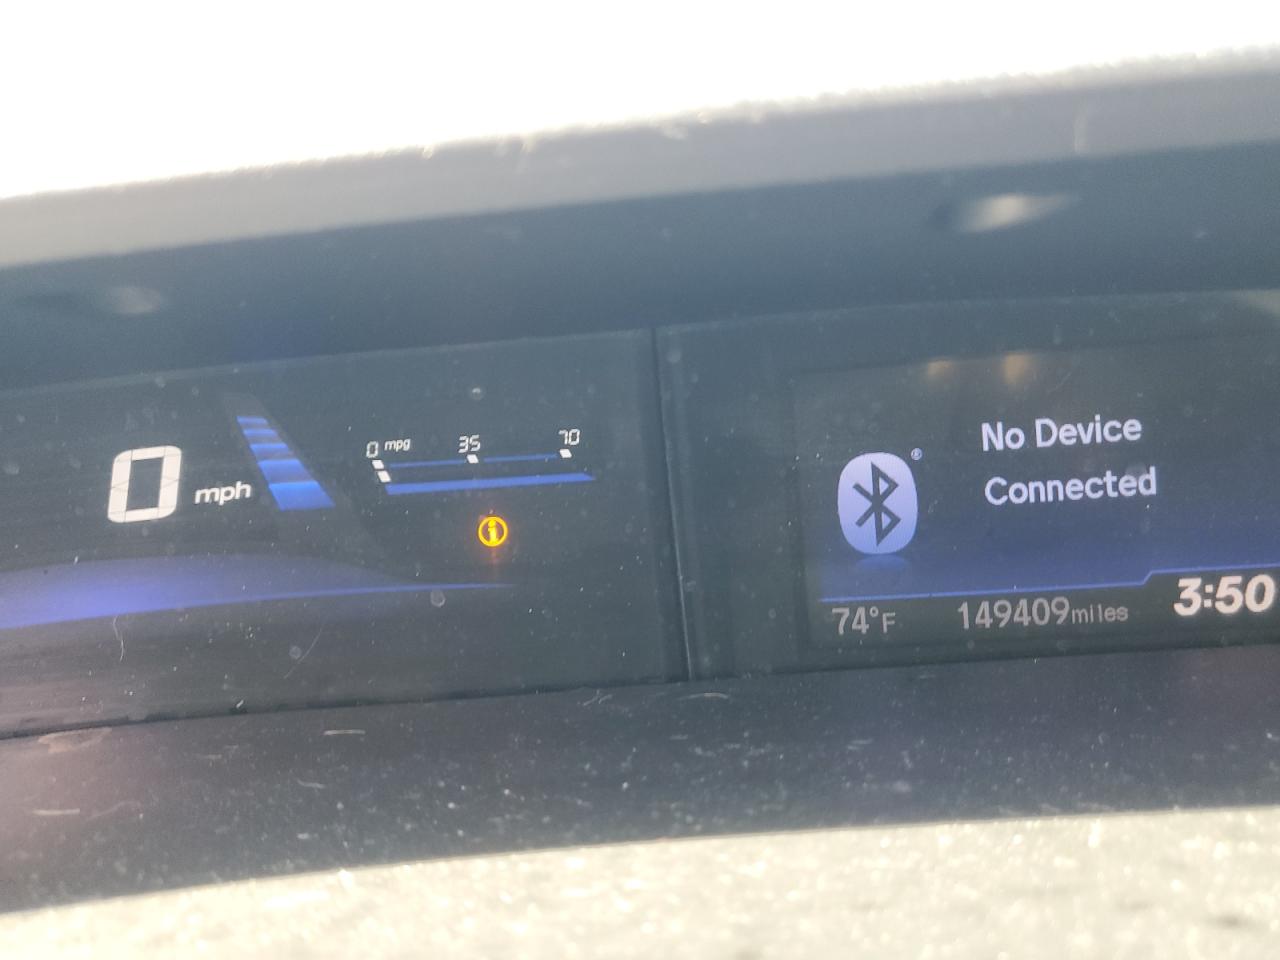 0 mph
0 mpg 35 70
i
No Device
Connected
®
74°F 149409miles 3:50